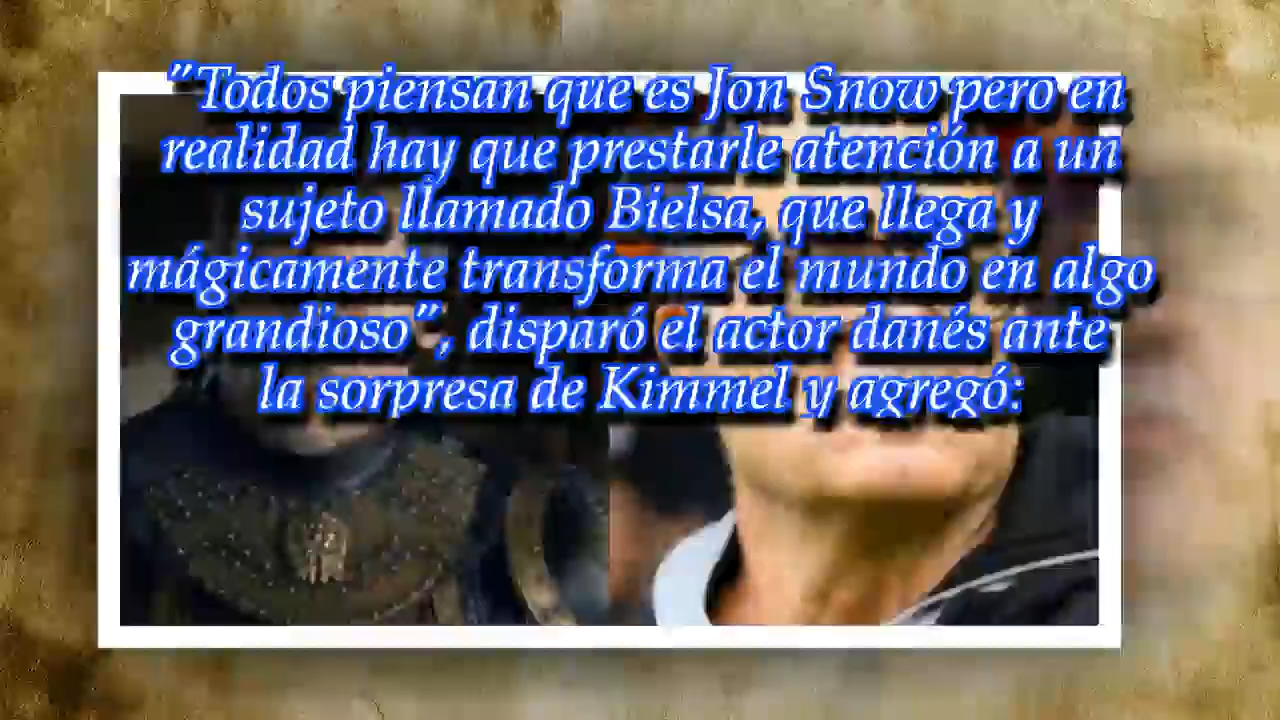 "Todos piensan que es Jon Snow pero en
realidad hay que prestarle atención a un
sujeto llamado Bielsa, que llega y
mágicamente transforma el mundo en algo
grandioso", disparó el actor danés ante
la sorpresa de Kimmel y agregó: